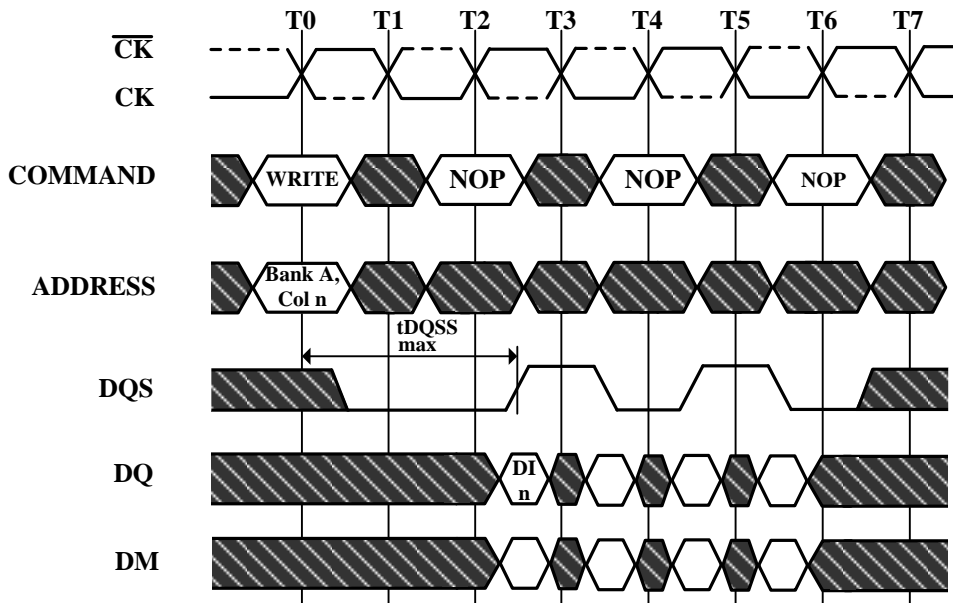 T0 T1 T2 T3 T4 T5 T6 T7
CK
CK
COMMAND WRITE NOP NOP NOP
ADDRESS Bank A,
Col n
tDQSS
max
DQS
DQ DI
n
DM